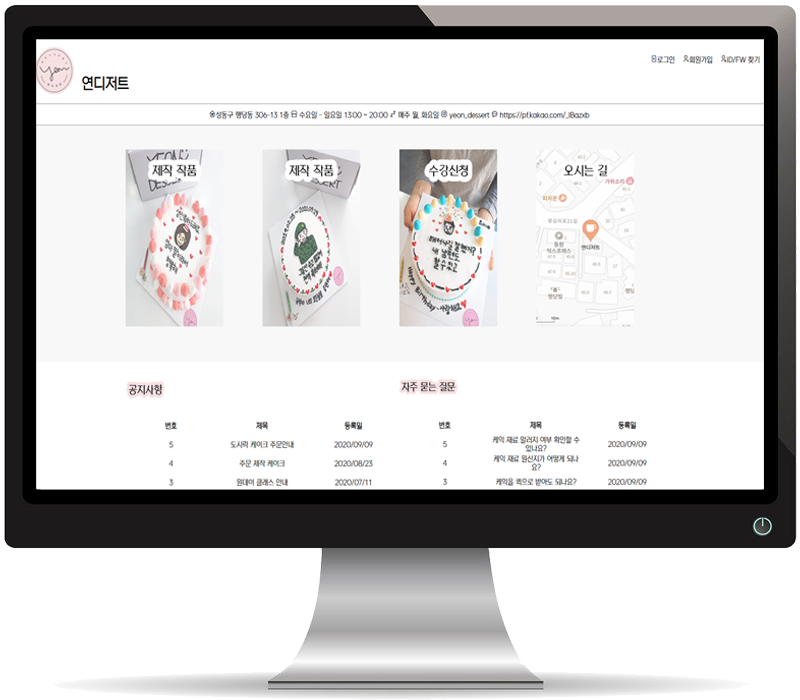 로그인 회원가입 ID/FW 찾기
yeon
연디저트
성동구 행당동 306-13 1층 수요일 - 일요일 13:00 ~ 20:00 매주 월, 화요일 yeon_dessert https://pf.kakao.com/_lBazxb
제작 작품
제작 작품
수강신청
오시는 길
연디저트
Happy Birthday
공지사항
번호 제목 등록일
5 도시락 케이크 주문안내 2020/09/09
4 주문 제작 케이크 2020/08/23
3 원데이 클래스 안내 2020/07/11
자주 묻는 질문
번호 제목 등록일
5 케익 재료 알러지 여부 확인할 수
있나요? 2020/09/09
4 케익 재료 원산지가 어떻게 되나
요? 2020/09/09
3 케익을 퀵으로 받아도 되나요? 2020/09/09